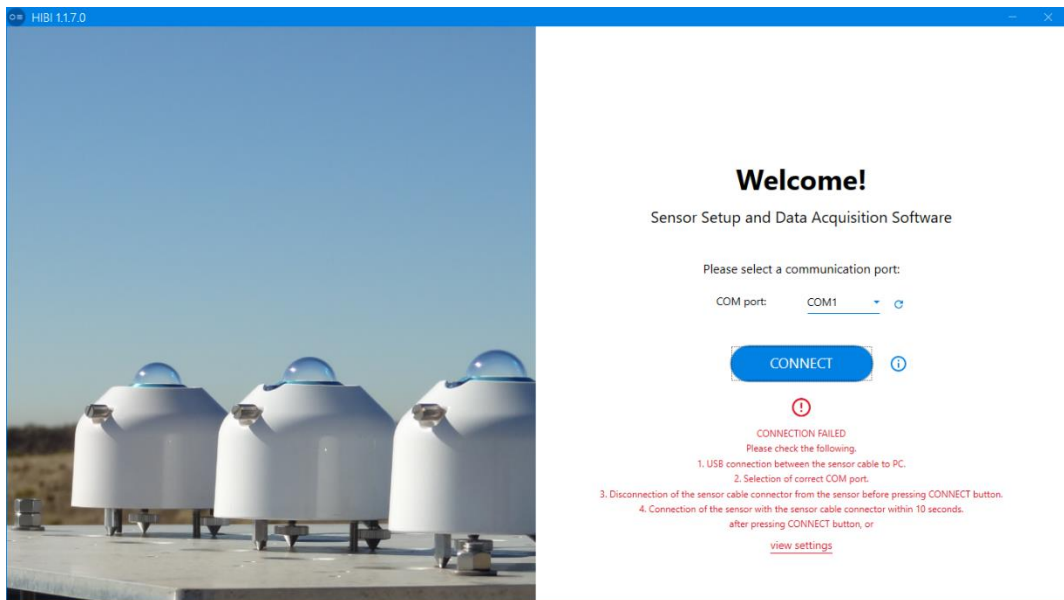 HIBI 1.1.7.0
Welcome!
Sensor Setup and Data Acquisition Software
Please select a communication port:
COM port: COM1
CONNECT
CONNECTION FAILED
Please check the following.
1. USB connection between the sensor cable to PC.
2. Selection of correct COM port.
3. Disconnection of the sensor cable connector from the sensor before pressing CONNECT button.
4. Connection of the sensor with the sensor cable connector within 10 seconds.
after pressing CONNECT button, or
view settings